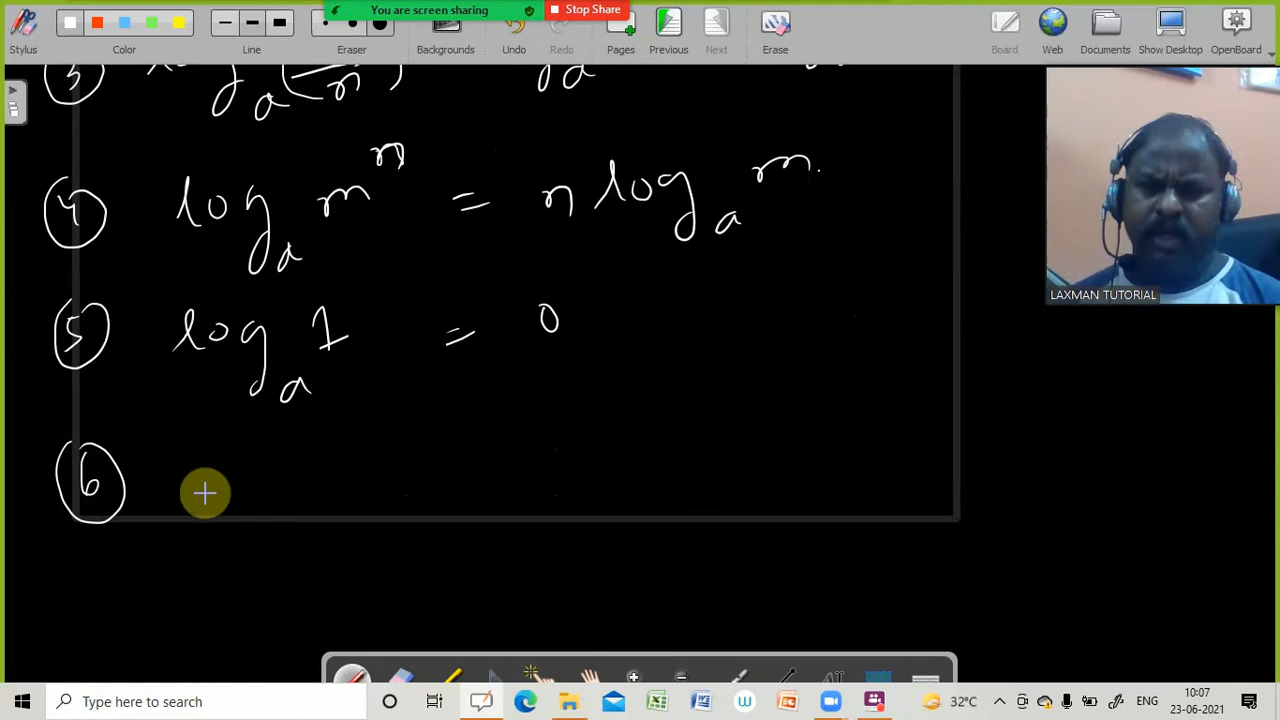 You are screen sharing Stop Share
Stylus Color Line Eraser Backgrounds Undo Redo Pages Previous Next Erase Board Web Documents Show Desktop OpenBoard
③ log_a(—/n)
④ log_a m^n = n log_a m.
⑤ log_a 1 = 0
⑥
LAXMAN TUTORIAL
Type here to search
32°C ENG 10:07
23-06-2021